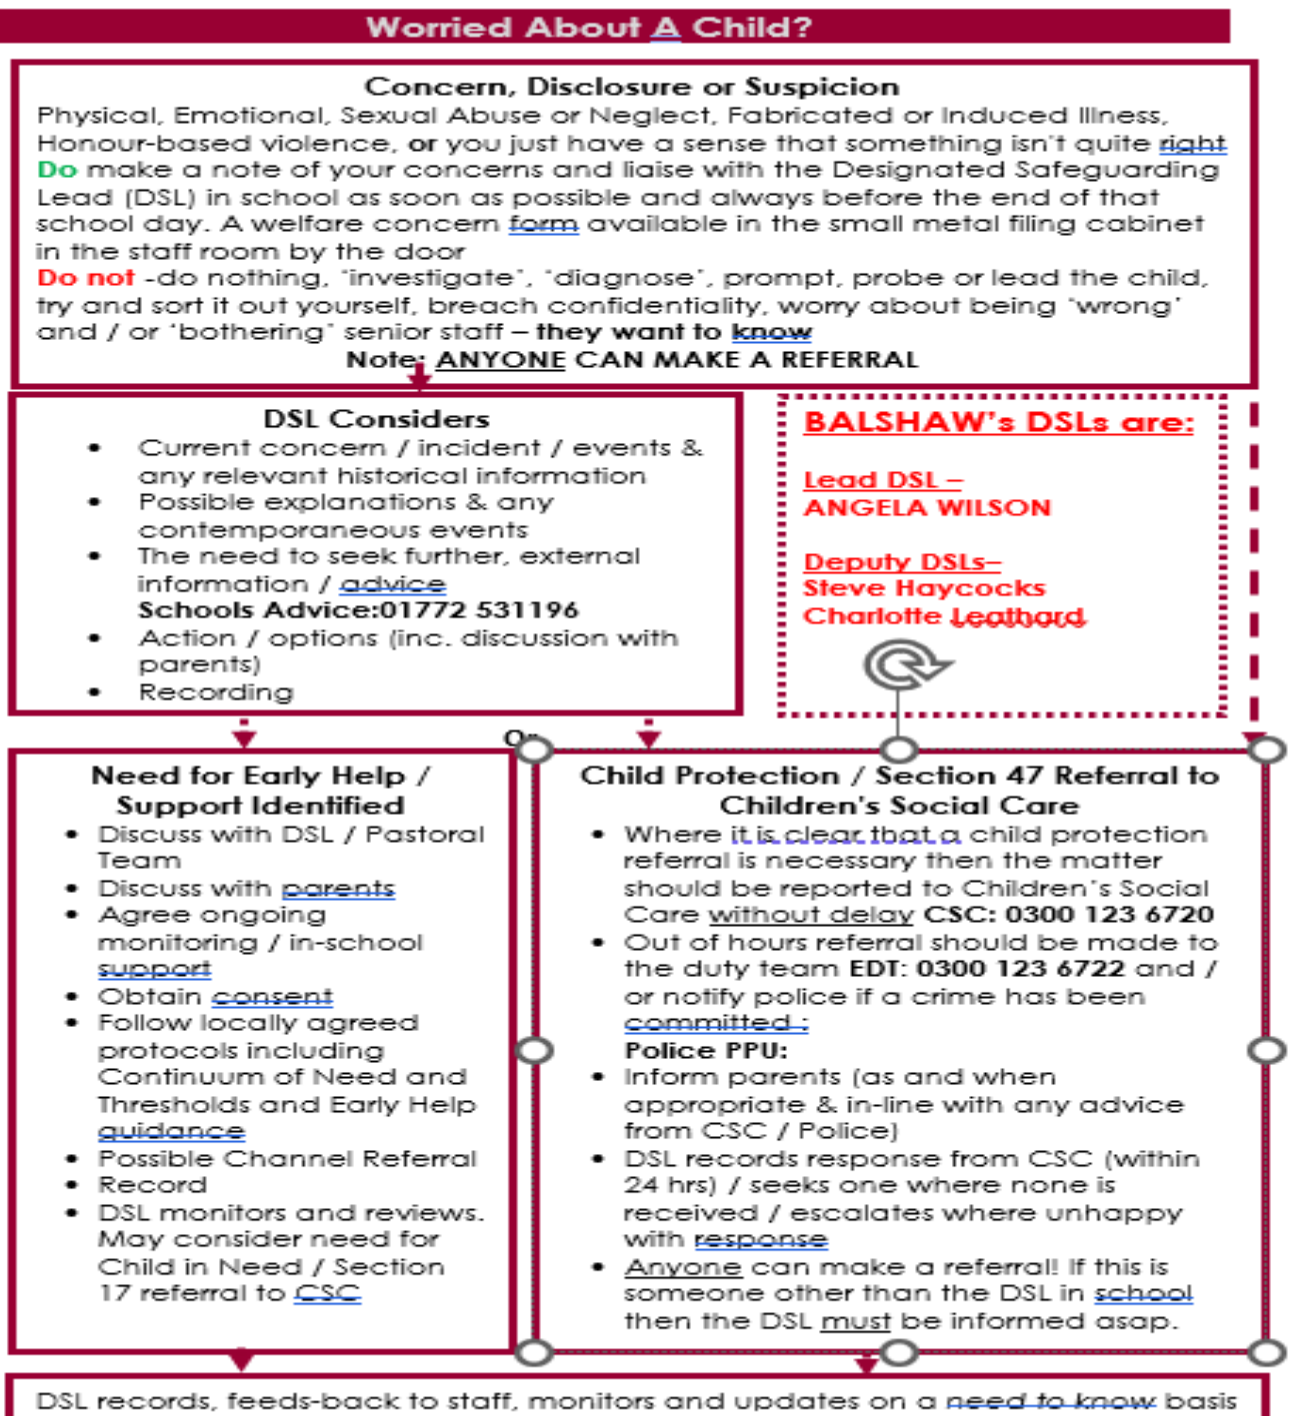 Worried About A Child?
Concern, Disclosure or Suspicion
Physical, Emotional, Sexual Abuse or Neglect, Fabricated or Induced Illness,
Honour-based violence, or you just have a sense that something isn't quite right
Do make a note of your concerns and liaise with the Designated Safeguarding
Lead (DSL) in school as soon as possible and always before the end of that
school day. A welfare concern form available in the small metal filing cabinet
in the staff room by the door
Do not -do nothing, 'investigate', 'diagnose', prompt, probe or lead the child,
try and sort it out yourself, breach confidentiality, worry about being 'wrong'
and / or 'bothering' senior staff – they want to know
Note: ANYONE CAN MAKE A REFERRAL
DSL Considers
• Current concern / incident / events &
any relevant historical information
• Possible explanations & any
contemporaneous events
• The need to seek further, external
information / advice
Schools Advice:01772 531196
• Action / options (inc. discussion with
parents)
• Recording
BALSHAW's DSLs are:
Lead DSL –
ANGELA WILSON
Deputy DSLs–
Steve Haycocks
Charlotte Leathard
Or
Need for Early Help /
Support Identified
• Discuss with DSL / Pastoral
Team
• Discuss with parents
• Agree ongoing
monitoring / in-school
support
• Obtain consent
• Follow locally agreed
protocols including
Continuum of Need and
Thresholds and Early Help
guidance
• Possible Channel Referral
• Record
• DSL monitors and reviews.
May consider need for
Child in Need / Section
17 referral to CSC
Child Protection / Section 47 Referral to
Children's Social Care
• Where it is clear that a child protection
referral is necessary then the matter
should be reported to Children's Social
Care without delay CSC: 0300 123 6720
• Out of hours referral should be made to
the duty team EDT: 0300 123 6722 and /
or notify police if a crime has been
committed :
Police PPU:
• Inform parents (as and when
appropriate & in-line with any advice
from CSC / Police)
• DSL records response from CSC (within
24 hrs) / seeks one where none is
received / escalates where unhappy
with response
• Anyone can make a referral! If this is
someone other than the DSL in school
then the DSL must be informed asap.
DSL records, feeds-back to staff, monitors and updates on a need to know basis